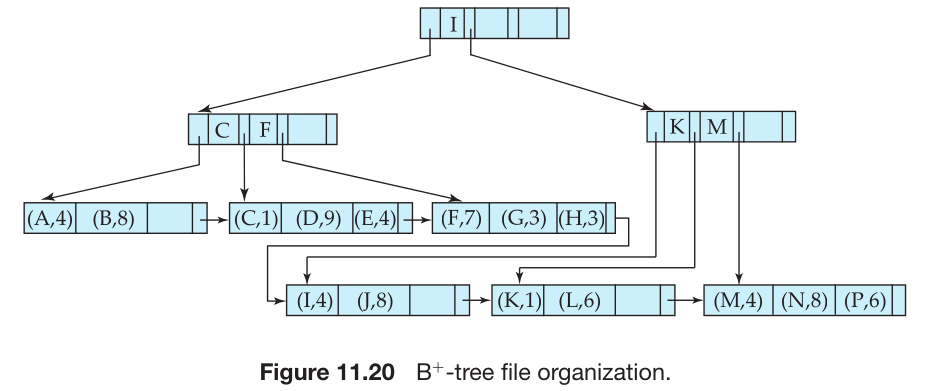 I
C F
K M
(A,4) (B,8)
(C,1) (D,9) (E,4)
(F,7) (G,3) (H,3)
(I,4) (J,8)
(K,1) (L,6)
(M,4) (N,8) (P,6)
Figure 11.20 B⁺-tree file organization.